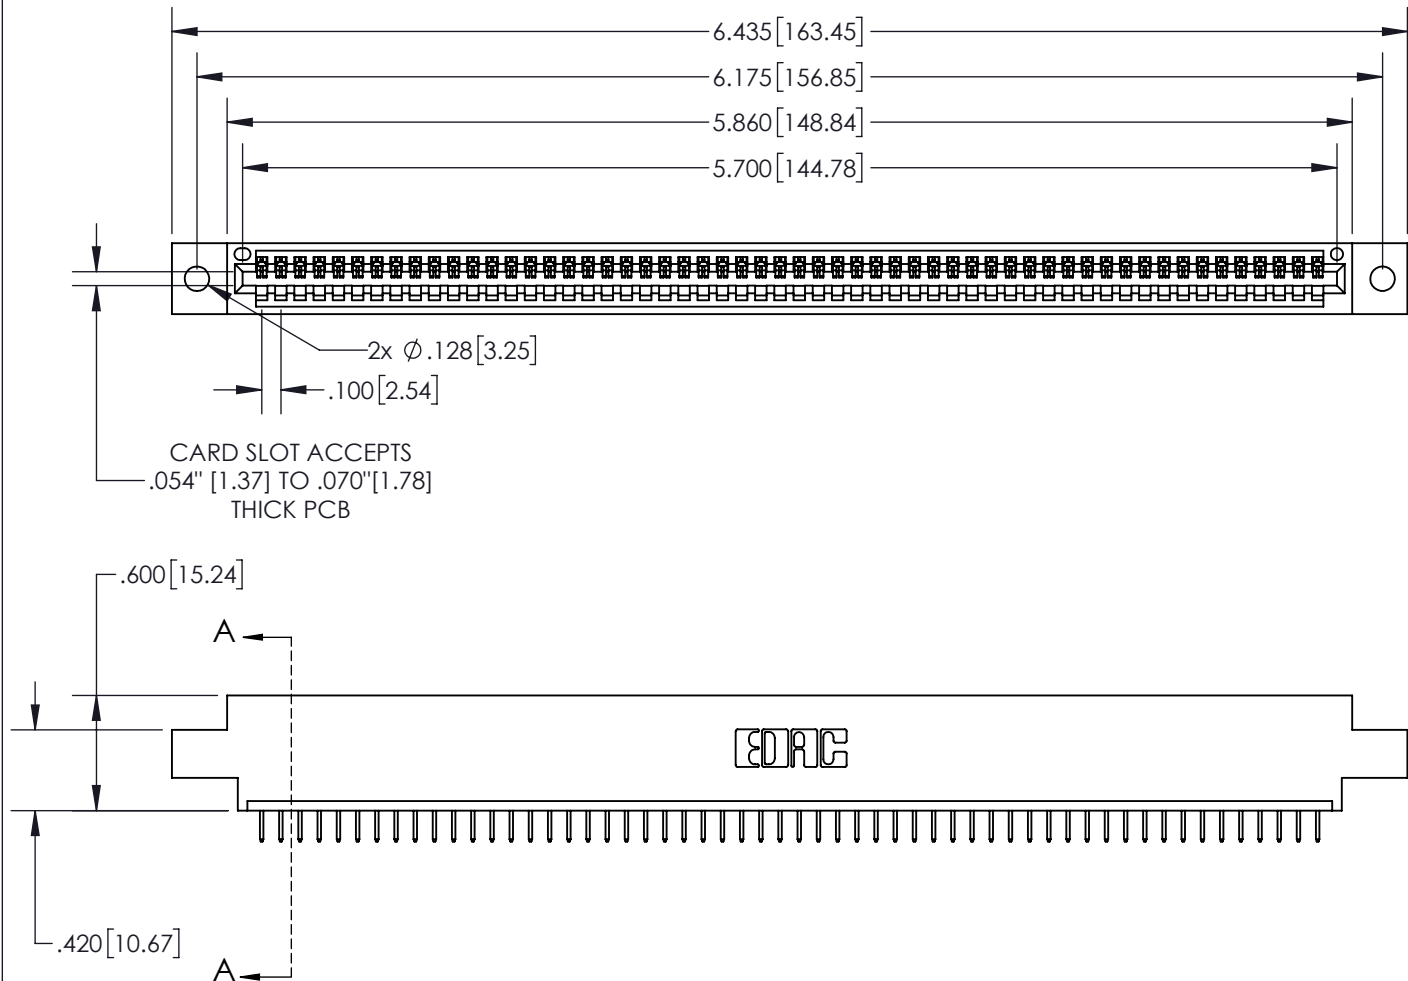 6.435[163.45]
6.175[156.85]
5.860[148.84]
5.700[144.78]
2x Ø.128[3.25]
.100[2.54]
CARD SLOT ACCEPTS
.054" [1.37] TO .070"[1.78]
THICK PCB
.600[15.24]
A
EDAC
.420[10.67]
A